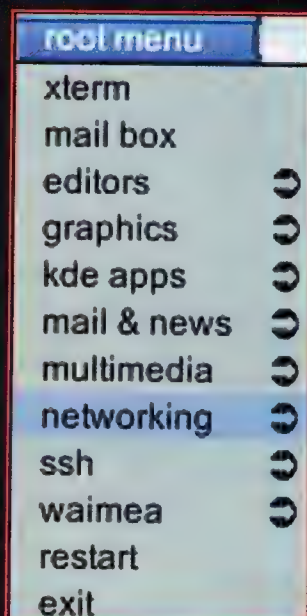 root menu
xterm
mail box
editors
graphics
kde apps
mail & news
multimedia
networking
ssh
waimea
restart
exit